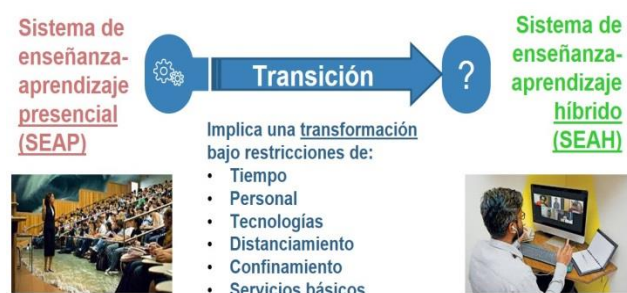 Sistema de
enseñanza-
aprendizaje
presencial
(SEAP)
Transición
?
Sistema de
enseñanza-
aprendizaje
híbrido
(SEAH)
Implica una transformación
bajo restricciones de:
• Tiempo
• Personal
• Tecnologías
• Distanciamiento
• Confinamiento
• Servicios básicos